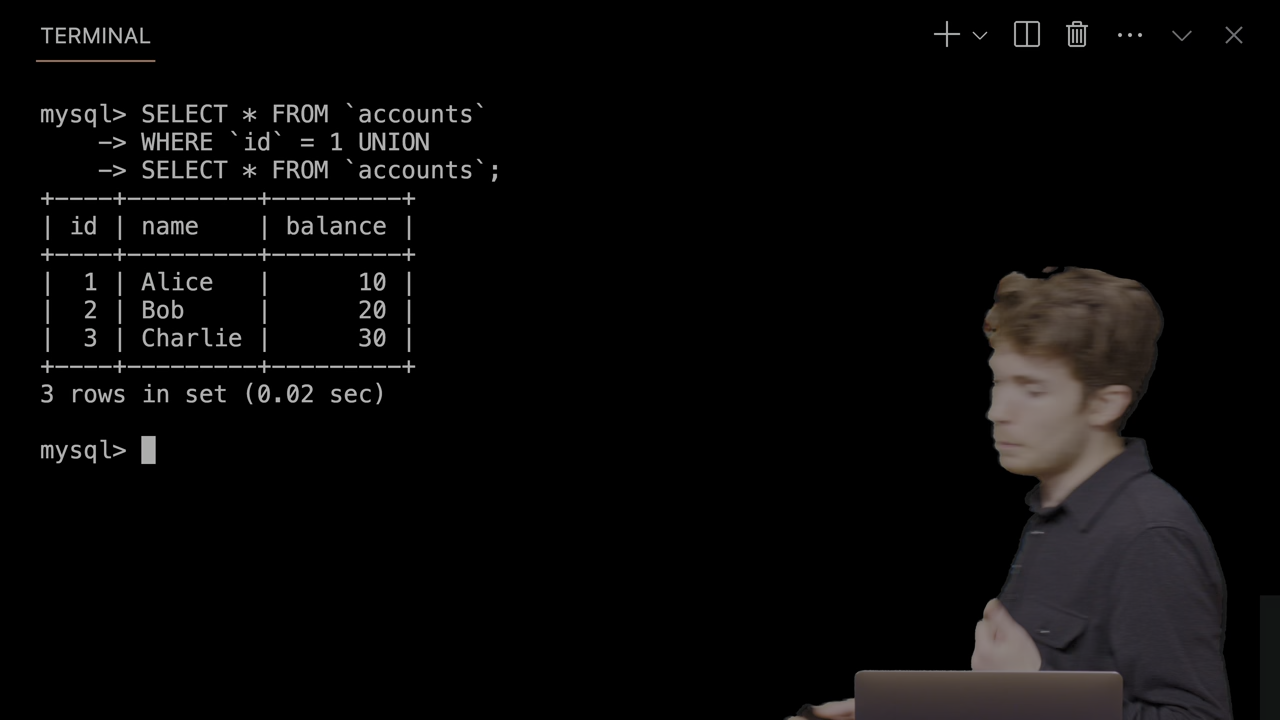 TERMINAL
mysql> SELECT * FROM `accounts`
    -> WHERE `id` = 1 UNION
    -> SELECT * FROM `accounts`;
+----+---------+---------+
| id | name    | balance |
+----+---------+---------+
|  1 | Alice   |      10 |
|  2 | Bob     |      20 |
|  3 | Charlie |      30 |
+----+---------+---------+
3 rows in set (0.02 sec)
mysql>